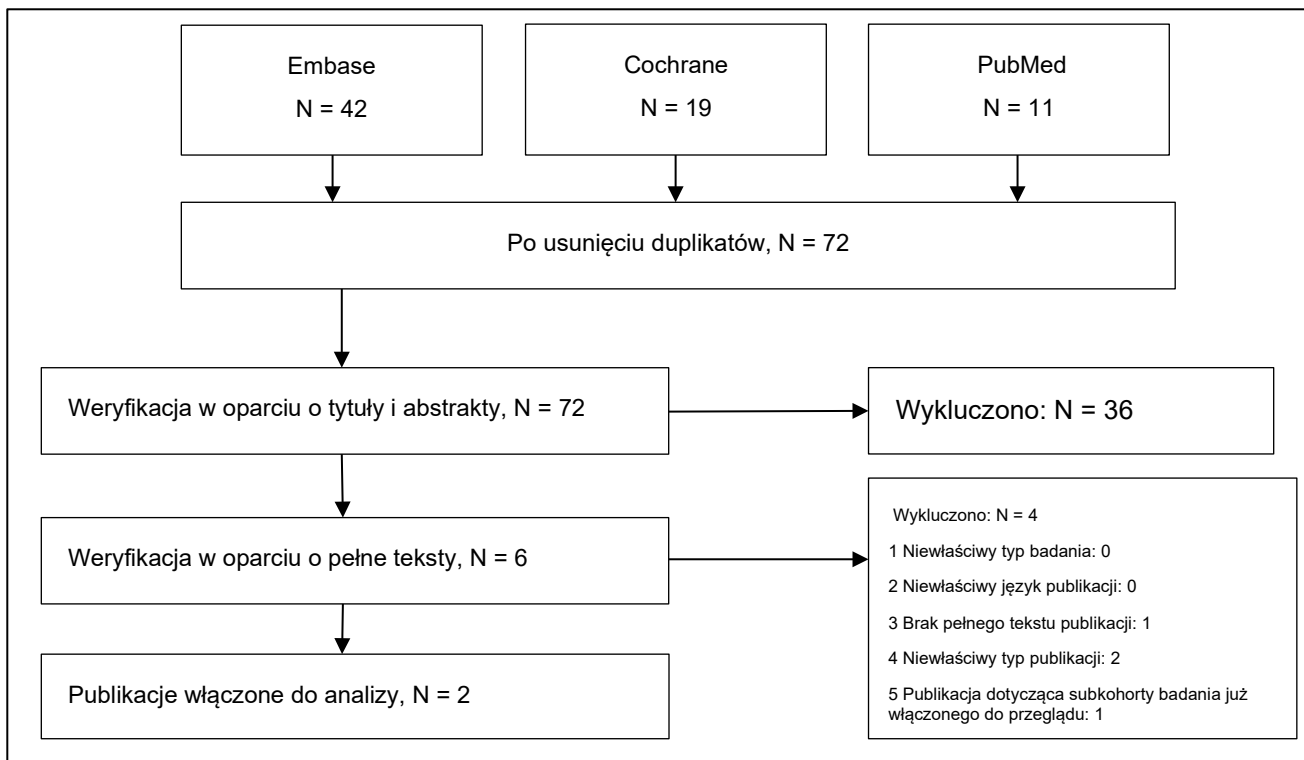 Embase
N = 42
Cochrane
N = 19
PubMed
N = 11
Po usunięciu duplikatów, N = 72
Weryfikacja w oparciu o tytuły i abstrakty, N = 72
Wykluczono: N = 36
Weryfikacja w oparciu o pełne teksty, N = 6
Wykluczono: N = 4
1 Niewłaściwy typ badania: 0
2 Niewłaściwy język publikacji: 0
3 Brak pełnego tekstu publikacji: 1
4 Niewłaściwy typ publikacji: 2
5 Publikacja dotycząca subkohorty badania już
włączonego do przeglądu: 1
Publikacje włączone do analizy, N = 2